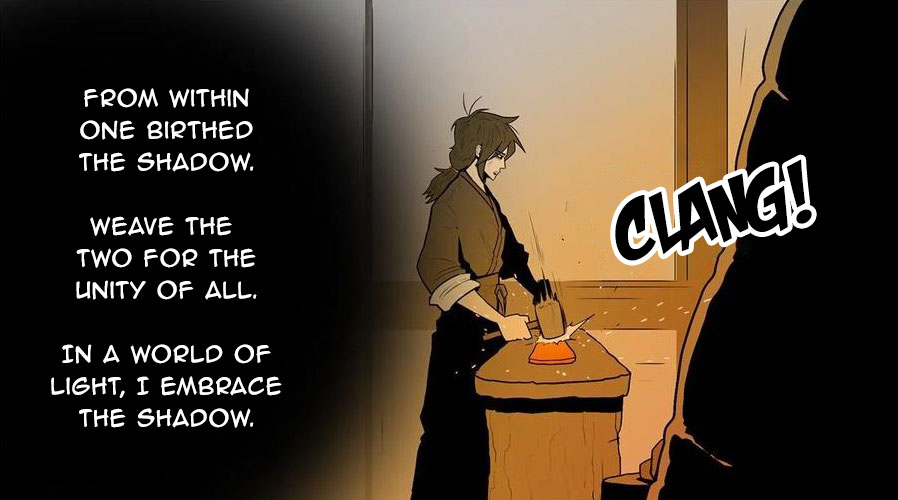 FROM WITHIN
ONE BIRTHED
THE SHADOW.
WEAVE THE
TWO FOR THE
UNITY OF ALL.
IN A WORLD OF
LIGHT, I EMBRACE
THE SHADOW.
CLANG!